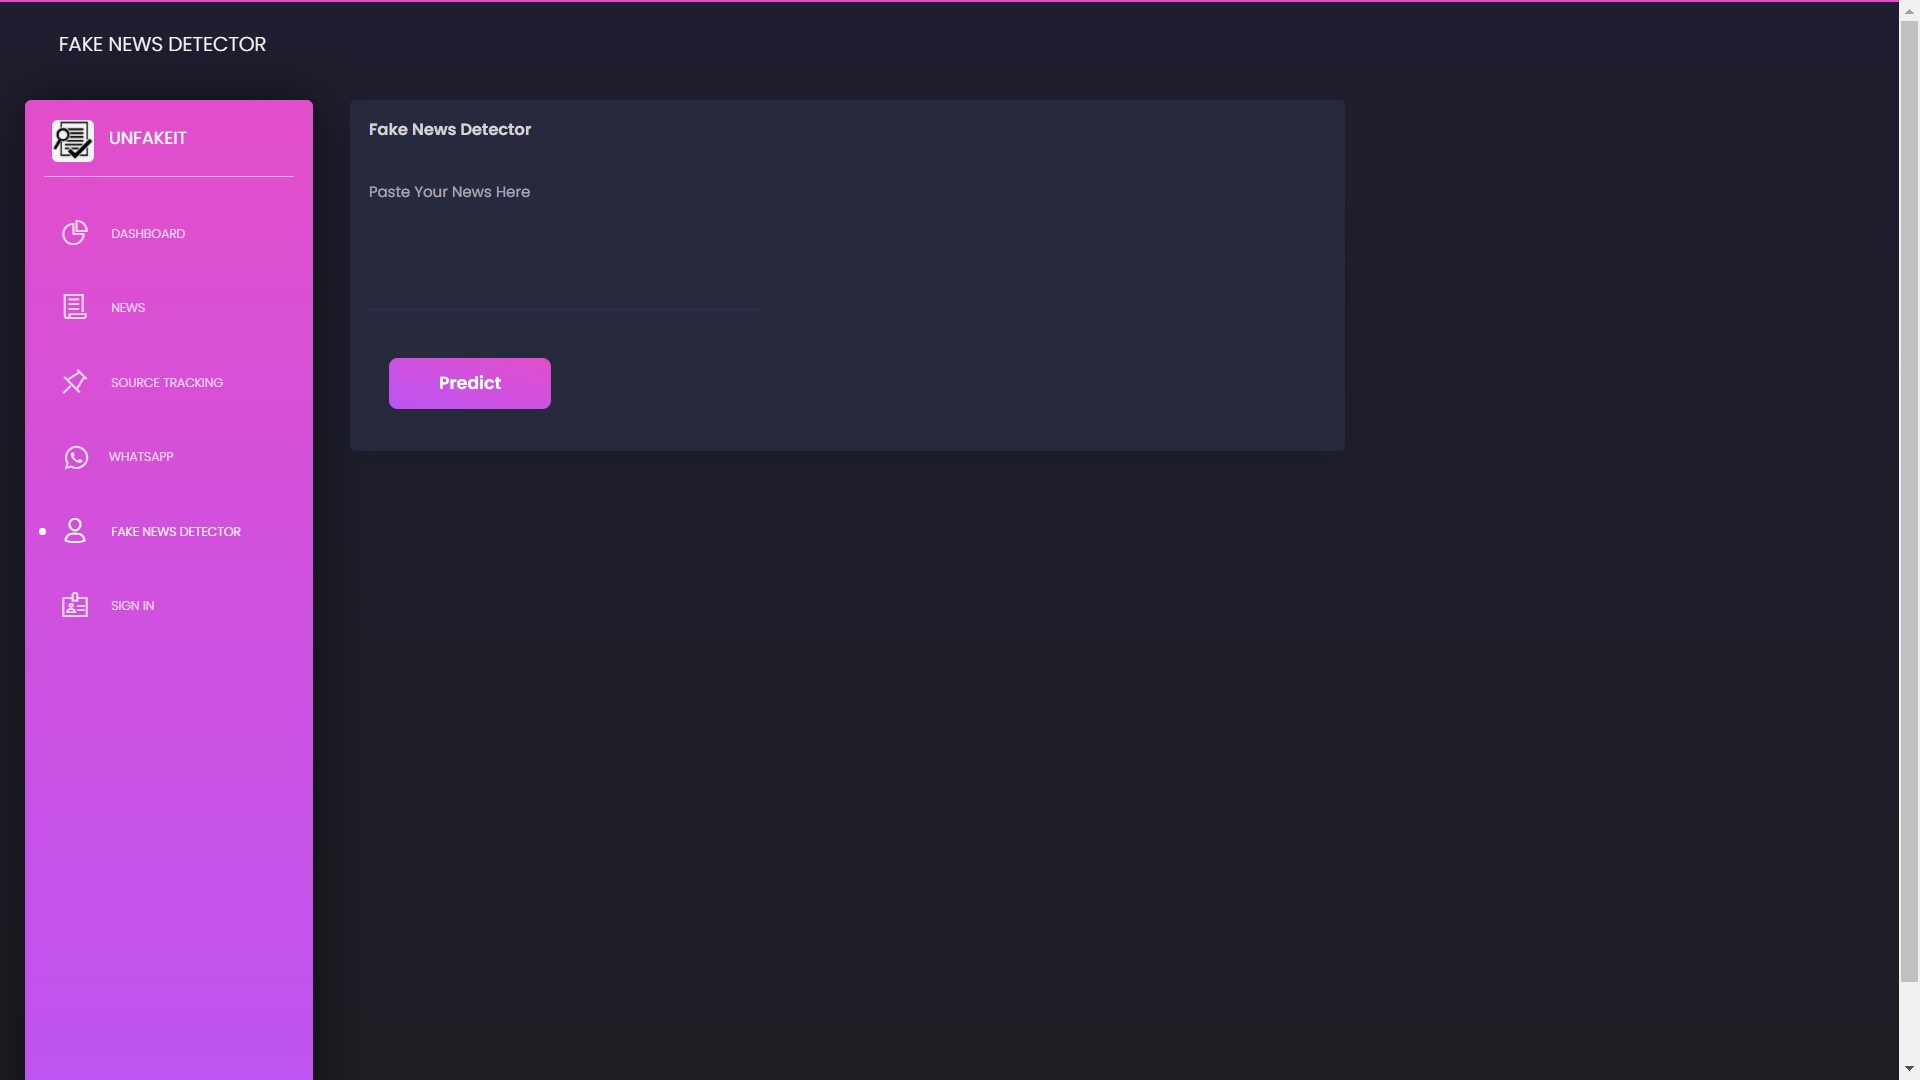 FAKE NEWS DETECTOR
UNFAKEIT
DASHBOARD
NEWS
SOURCE TRACKING
WHATSAPP
FAKE NEWS DETECTOR
SIGN IN
Fake News Detector
Paste Your News Here
Predict